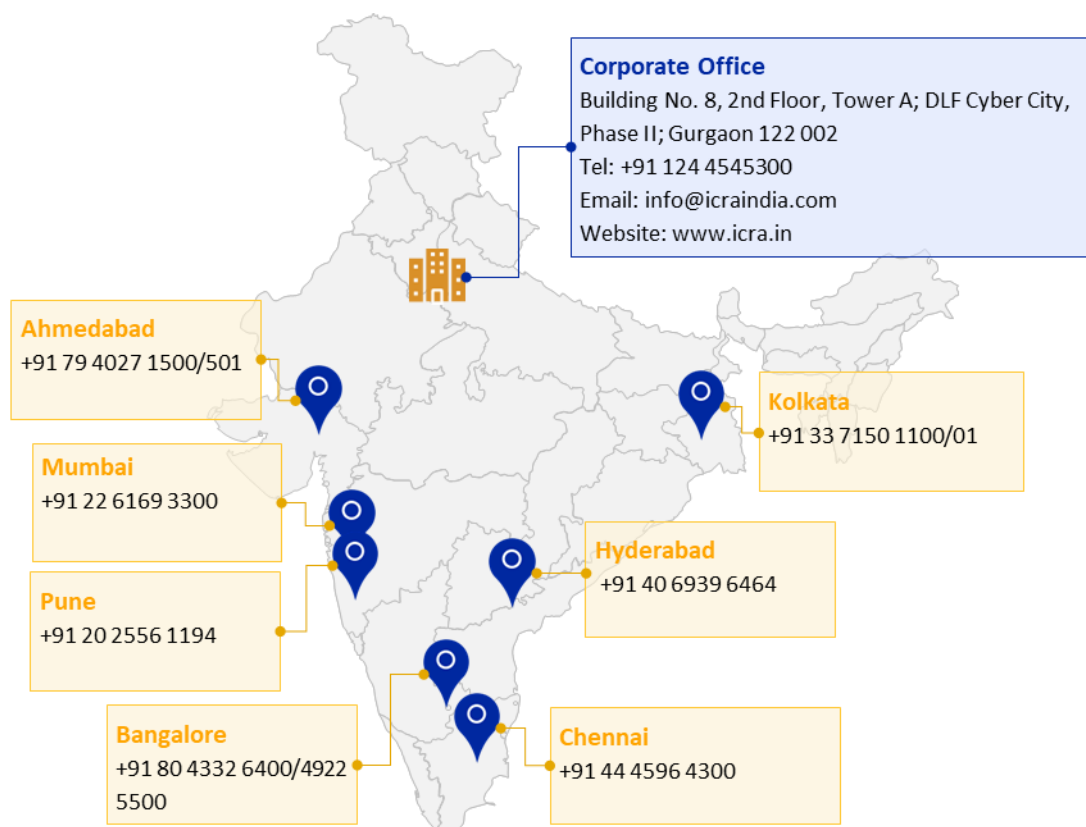 Corporate Office
Building No. 8, 2nd Floor, Tower A; DLF Cyber City,
Phase II; Gurgaon 122 002
Tel: +91 124 4545300
Email: info@icraindia.com
Website: www.icra.in
Ahmedabad
+91 79 4027 1500/501
Kolkata
+91 33 7150 1100/01
Mumbai
+91 22 6169 3300
Hyderabad
+91 40 6939 6464
Pune
+91 20 2556 1194
Bangalore
+91 80 4332 6400/4922
5500
Chennai
+91 44 4596 4300